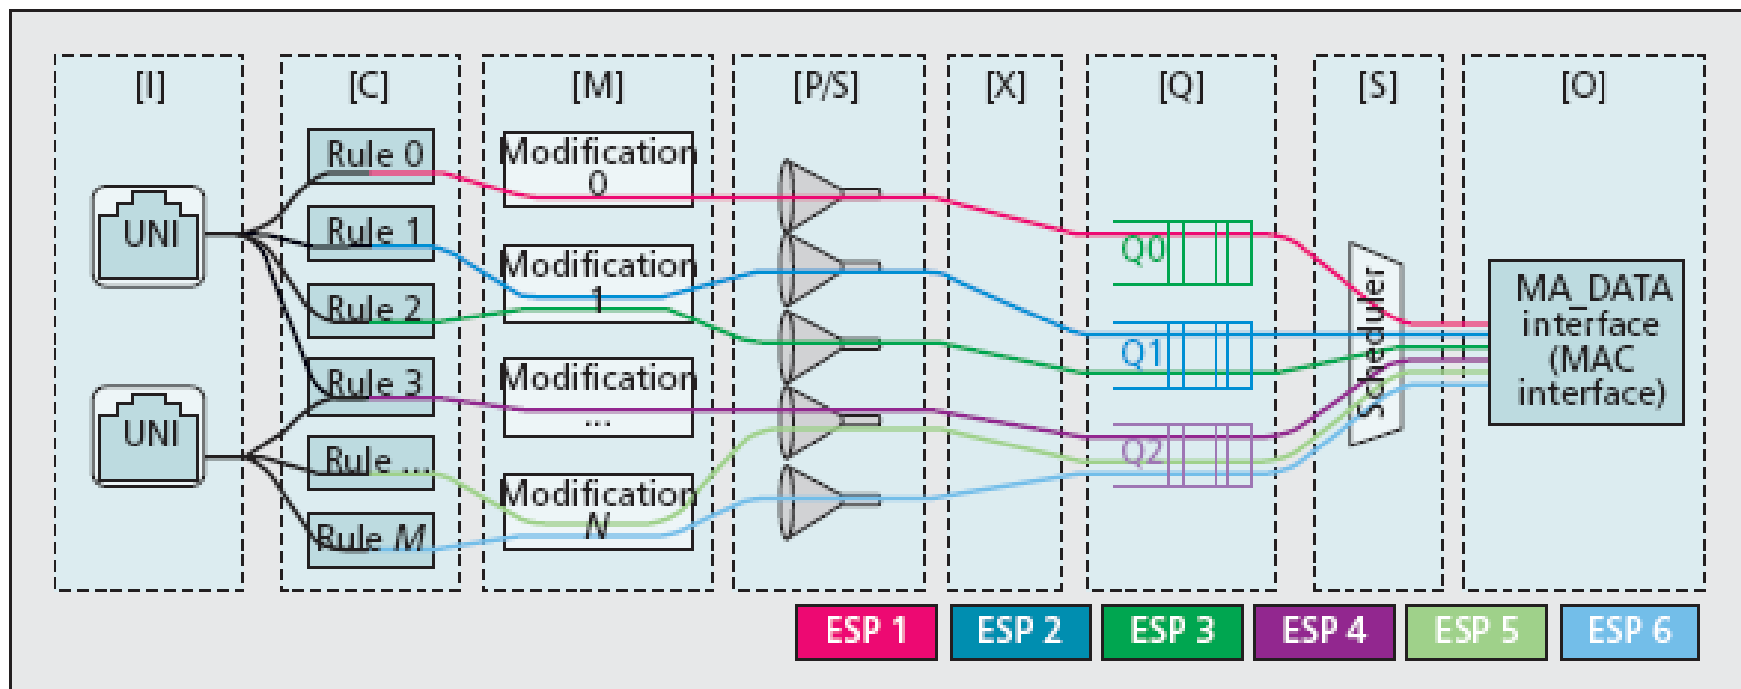 [I] [C] [M] [P/S] [X] [Q] [S] [O]
UNI
UNI
Rule 0
Rule 1
Rule 2
Rule 3
Rule ...
Rule M
Modification
0
Modification
1
Modification
...
Modification
N
Q0
Q1
Q2
Scheduler
MA_DATA
interface
(MAC
interface)
ESP 1 ESP 2 ESP 3 ESP 4 ESP 5 ESP 6